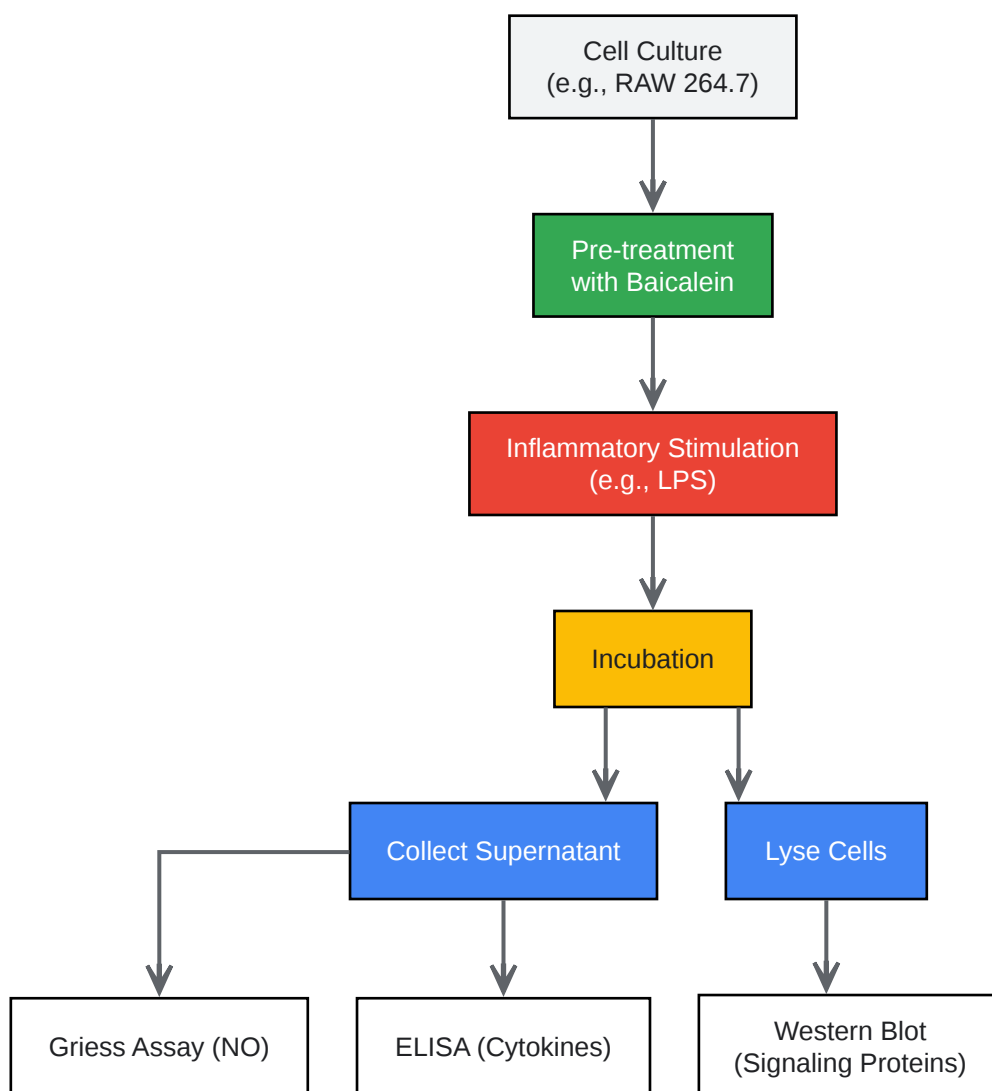 Cell Culture
(e.g., RAW 264.7)
Pre-treatment
with Baicalein
Inflammatory Stimulation
(e.g., LPS)
Incubation
Collect Supernatant
Lyse Cells
Griess Assay (NO)
ELISA (Cytokines)
Western Blot
(Signaling Proteins)